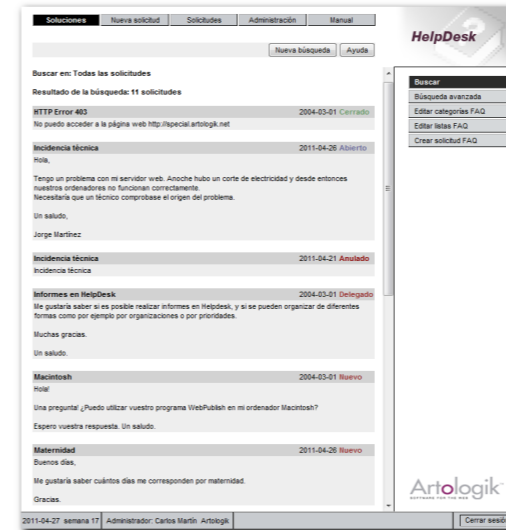 Soluciones Nueva solicitud Solicitudes Administración Manual
HelpDesk
Nueva búsqueda Ayuda
Buscar en: Todas las solicitudes
Resultado de la búsqueda: 11 solicitudes
HTTP Error 403 2004-03-01 Cerrado
No puedo acceder a la página web http://special.artologik.net
Incidencia técnica 2011-04-26 Abierto
Hola,
Tengo un problema con mi servidor web. Anoche hubo un corte de electricidad y desde entonces
nuestros ordenadores no funcionan correctamente.
Necesitaría que un técnico comprobase el origen del problema.
Un saludo,
Jorge Martínez
Incidencia técnica 2011-04-21 Anulado
Incidencia técnica
Informes en HelpDesk 2004-03-01 Delegado
Me gustaría saber si es posible realizar informes en Helpdesk, y si se pueden organizar de diferentes
formas como por ejemplo por organizaciones o por prioridades.
Muchas gracias.
Un saludo.
Macintosh 2004-03-01 Nuevo
Hola!
Una pregunta! ¿Puedo utilizar vuestro programa WebPublish en mi ordenador Macintosh?
Espero vuestra respuesta. Un saludo.
Maternidad 2011-04-26 Nuevo
Buenos días,
Me gustaría saber cuántos días me corresponden por maternidad.
Gracias.
Buscar
Búsqueda avanzada
Editar categorías FAQ
Editar listas FAQ
Crear solicitud FAQ
Artologik
SOFTWARE FOR THE WEB
2011-04-27 semana 17 Administrador: Carlos Martín Artologik Cerrar sesió